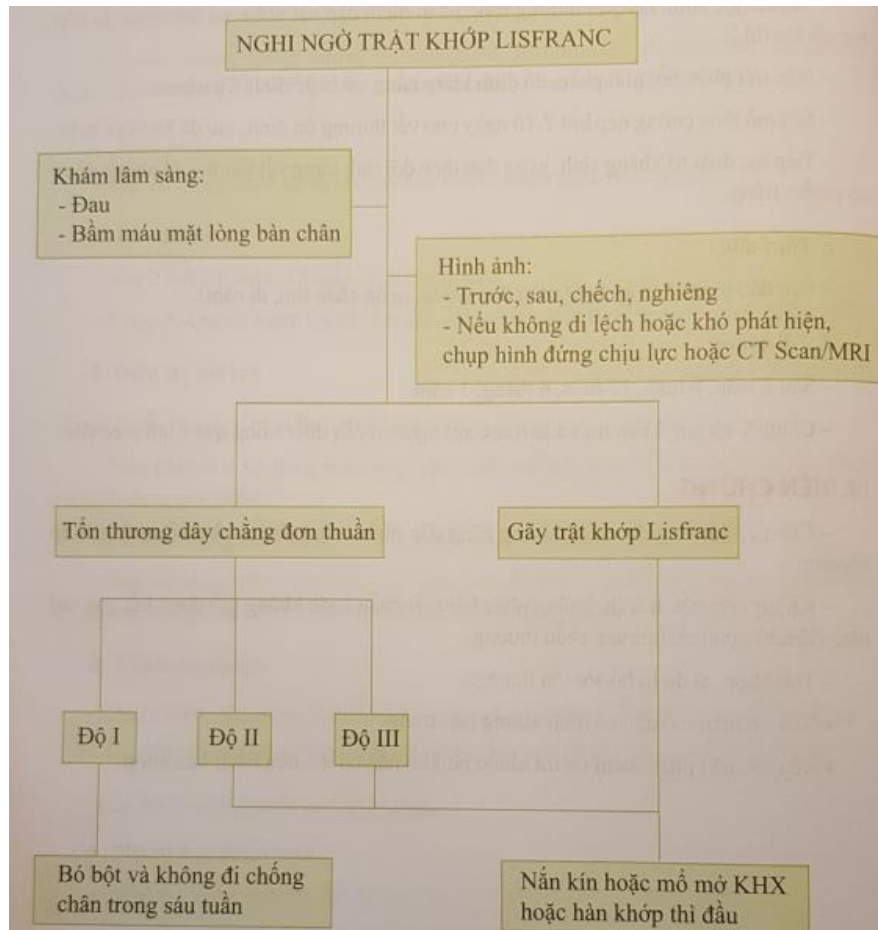 NGHI NGỜ TRẬT KHỚP LISFRANC
Khám lâm sàng:
- Đau
- Bầm máu mặt lòng bàn chân
Hình ảnh:
- Trước, sau, chếch, nghiêng
- Nếu không di lệch hoặc khó phát hiện,
chụp hình đứng chịu lực hoặc CT Scan/MRI
Tổn thương dây chằng đơn thuần
Gãy trật khớp Lisfranc
Độ I
Độ II
Độ III
Bó bột và không đi chống
chân trong sáu tuần
Nắn kín hoặc mổ mở KHX
hoặc hàn khớp thì đầu